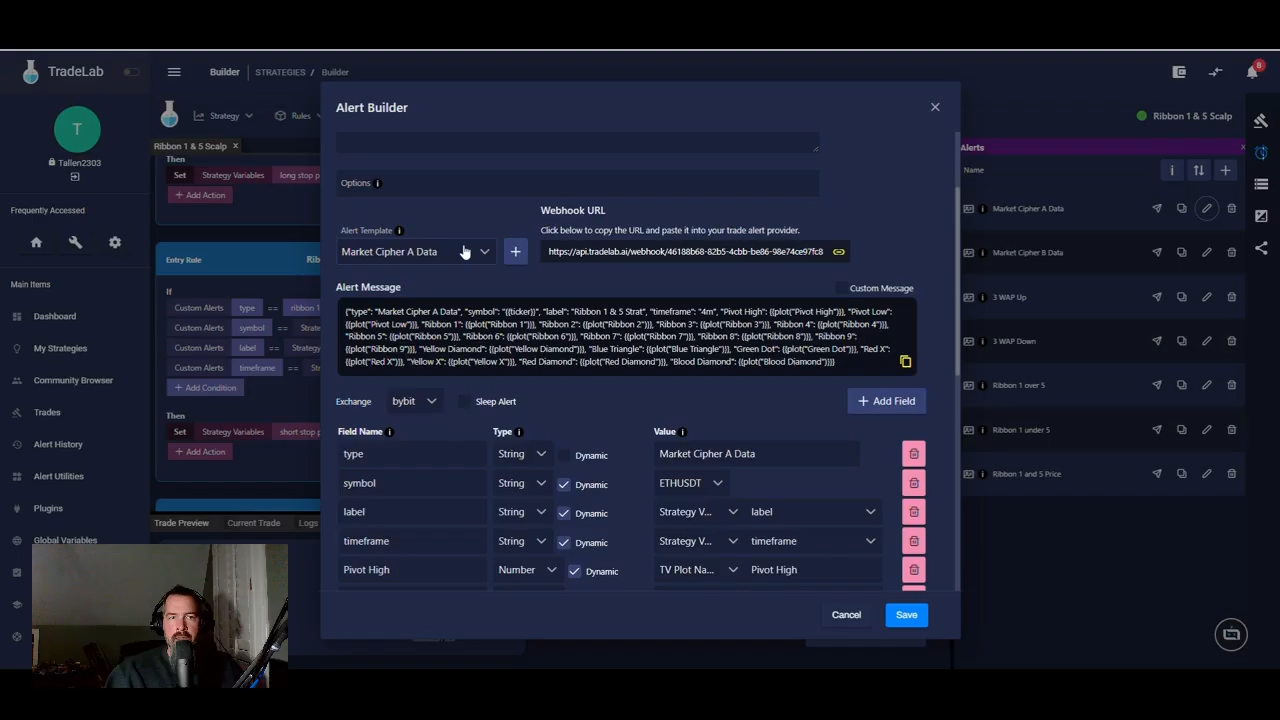 TradeLab
Builder
STRATEGIES / Builder
8
T
Tallen2303
Frequently Accessed
Main Items
Dashboard
My Strategies
Community Browser
Trades
Alert History
Alert Utilities
Plugins
Global Variables
Strategy
Rules
Ribbon 1 & 5 Scalp x
Then
Set Strategy Variables long stop p
+ Add Action
Entry Rule Rib
If
Custom Alerts type == ribbon 1
Custom Alerts symbol == Strate
Custom Alerts label == Strategy
Custom Alerts timeframe == Str
+ Add Condition
Then
Set Strategy Variables short stop p
+ Add Action
Trade Preview Current Trade Logs
Alert Builder
Options i
Webhook URL
Alert Template i
Click below to copy the URL and paste it into your trade alert provider.
Market Cipher A Data
+
https://api.tradelab.ai/webhook/46188b68-82b5-4cbb-be86-98e74ce97fc8
Alert Message
Custom Message
{"type": "Market Cipher A Data", "symbol": "{{ticker}}", "label": "Ribbon 1 & 5 Strat", "timeframe": "4m", "Pivot High": {{plot("Pivot High")}}, "Pivot Low":
{{plot("Pivot Low")}}, "Ribbon 1": {{plot("Ribbon 1")}}, "Ribbon 2": {{plot("Ribbon 2")}}, "Ribbon 3": {{plot("Ribbon 3")}}, "Ribbon 4": {{plot("Ribbon 4")}},
"Ribbon 5": {{plot("Ribbon 5")}}, "Ribbon 6": {{plot("Ribbon 6")}}, "Ribbon 7": {{plot("Ribbon 7")}}, "Ribbon 8": {{plot("Ribbon 8")}}, "Ribbon 9":
{{plot("Ribbon 9")}}, "Yellow Diamond": {{plot("Yellow Diamond")}}, "Blue Triangle": {{plot("Blue Triangle")}}, "Green Dot": {{plot("Green Dot")}}, "Red X":
{{plot("Red X")}}, "Yellow X": {{plot("Yellow X")}}, "Red Diamond": {{plot("Red Diamond")}}, "Blood Diamond": {{plot("Blood Diamond")}}}
Exchange bybit Sleep Alert
+ Add Field
Field Name i Type i Value i
type String Dynamic Market Cipher A Data
symbol String Dynamic ETHUSDT
label String Dynamic Strategy V... label
timeframe String Dynamic Strategy V... timeframe
Pivot High Number Dynamic TV Plot Na... Pivot High
Cancel Save
Ribbon 1 & 5 Scalp
Alerts x
Name
i
+
Market Cipher A Data
Market Cipher B Data
3 WAP Up
3 WAP Down
Ribbon 1 over 5
Ribbon 1 under 5
Ribbon 1 and 5 Price